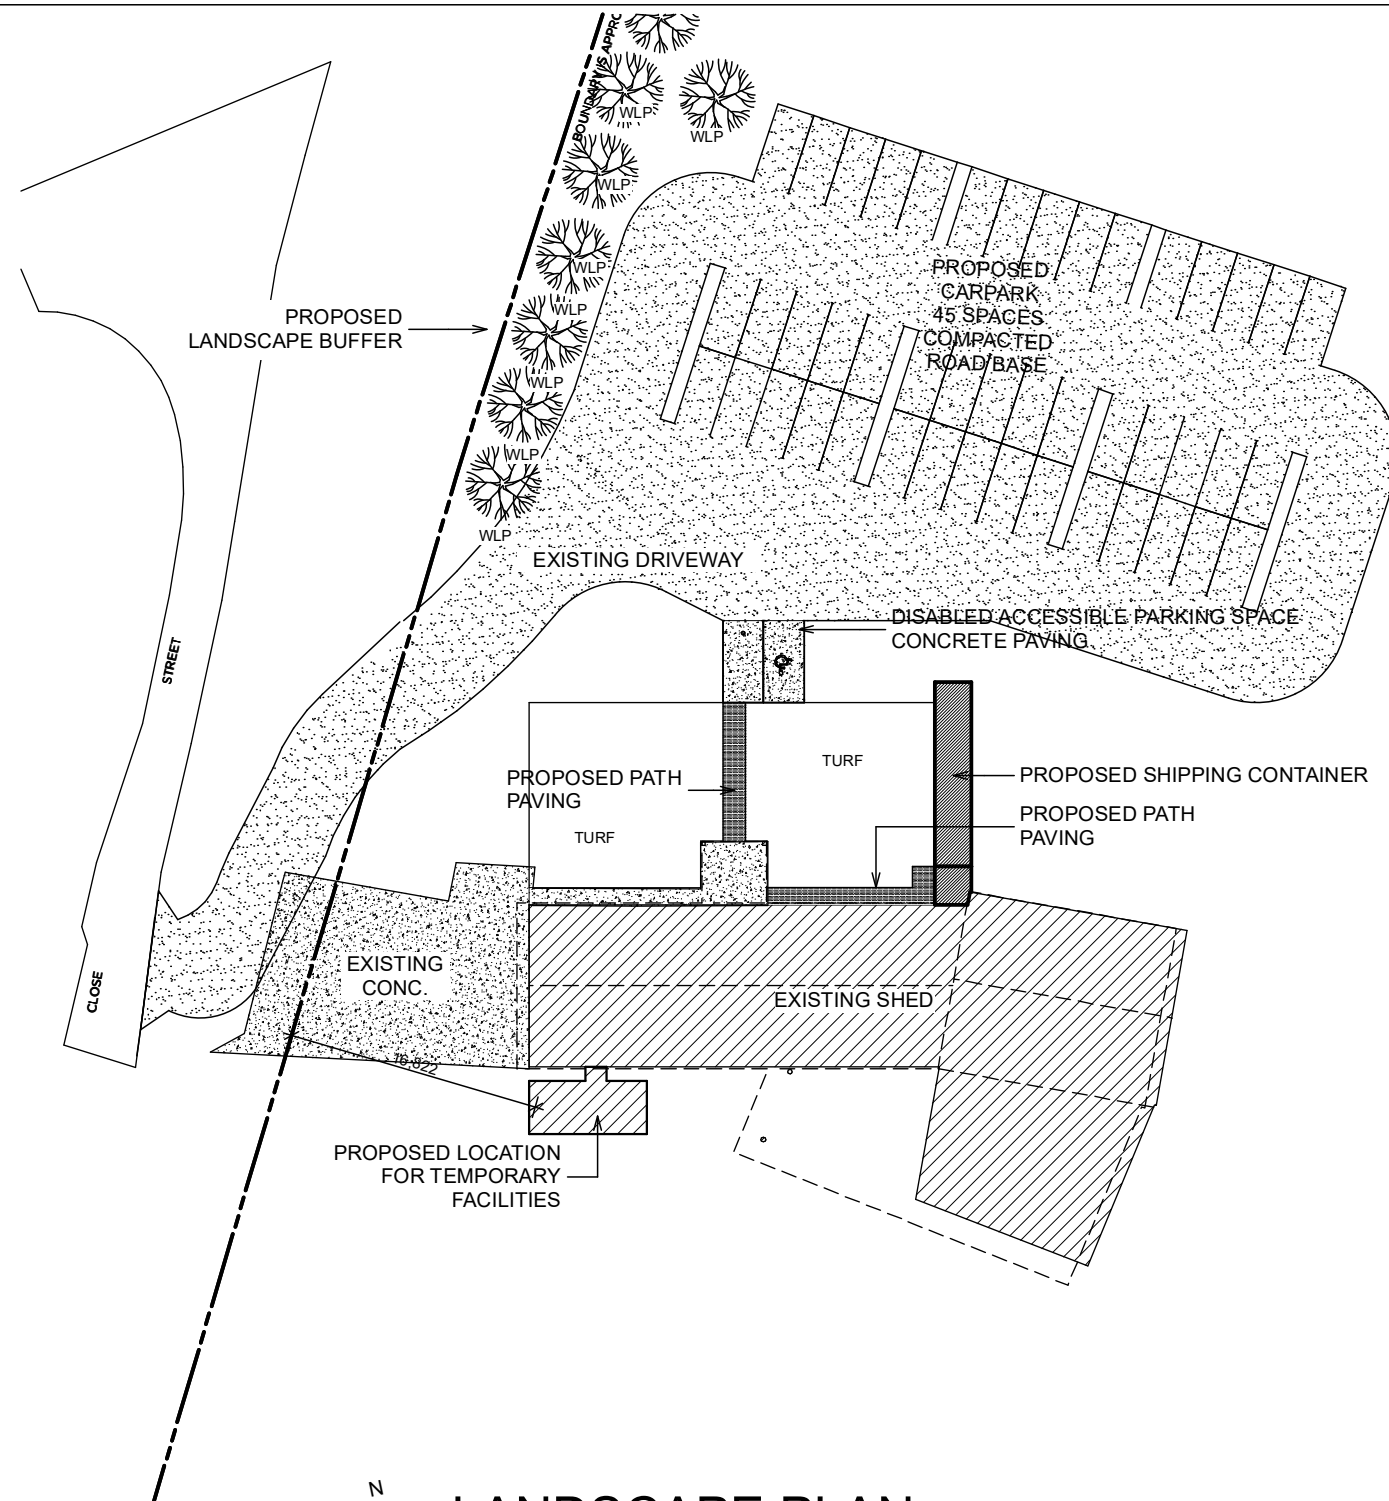 BOUNDARY IS APPRO
WLP
WLP
WLP
WLP
WLP
WLP
WLP
WLP
PROPOSED
LANDSCAPE BUFFER
PROPOSED
CARPARK
45 SPACES
COMPACTED
ROAD BASE
EXISTING DRIVEWAY
DISABLED ACCESSIBLE PARKING SPACE
CONCRETE PAVING
STREET
CLOSE
PROPOSED PATH
PAVING
TURF
TURF
PROPOSED SHIPPING CONTAINER
PROPOSED PATH
PAVING
EXISTING
CONC.
EXISTING SHED
16,822
PROPOSED LOCATION
FOR TEMPORARY
FACILITIES
N
LANDSCAPE PLAN